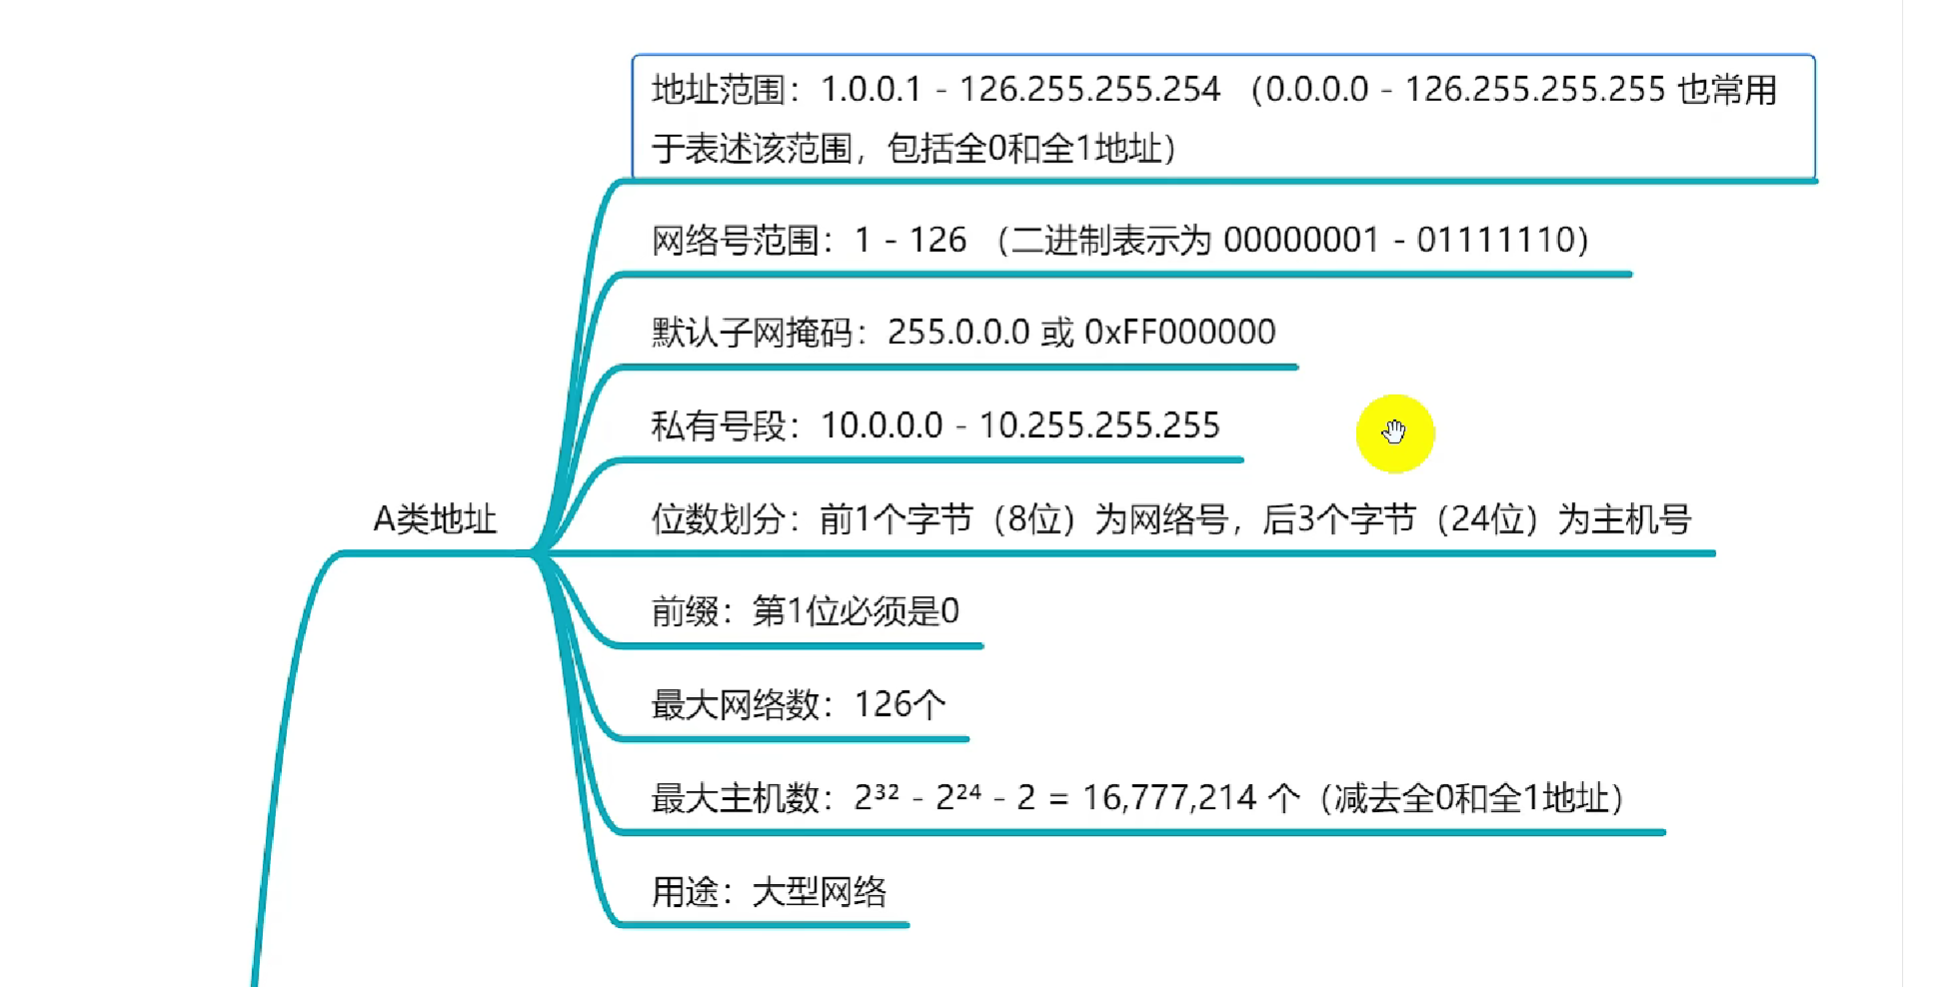 地址范围：1.0.0.1 - 126.255.255.254 （0.0.0.0 - 126.255.255.255 也常用
于表述该范围，包括全0和全1地址）
网络号范围：1 - 126 （二进制表示为 00000001 - 01111110）
默认子网掩码：255.0.0.0 或 0xFF000000
私有号段：10.0.0.0 - 10.255.255.255
A类地址
位数划分：前1个字节（8位）为网络号，后3个字节（24位）为主机号
前缀：第1位必须是0
最大网络数：126个
最大主机数：2³² - 2²⁴ - 2 = 16,777,214 个（减去全0和全1地址）
用途：大型网络